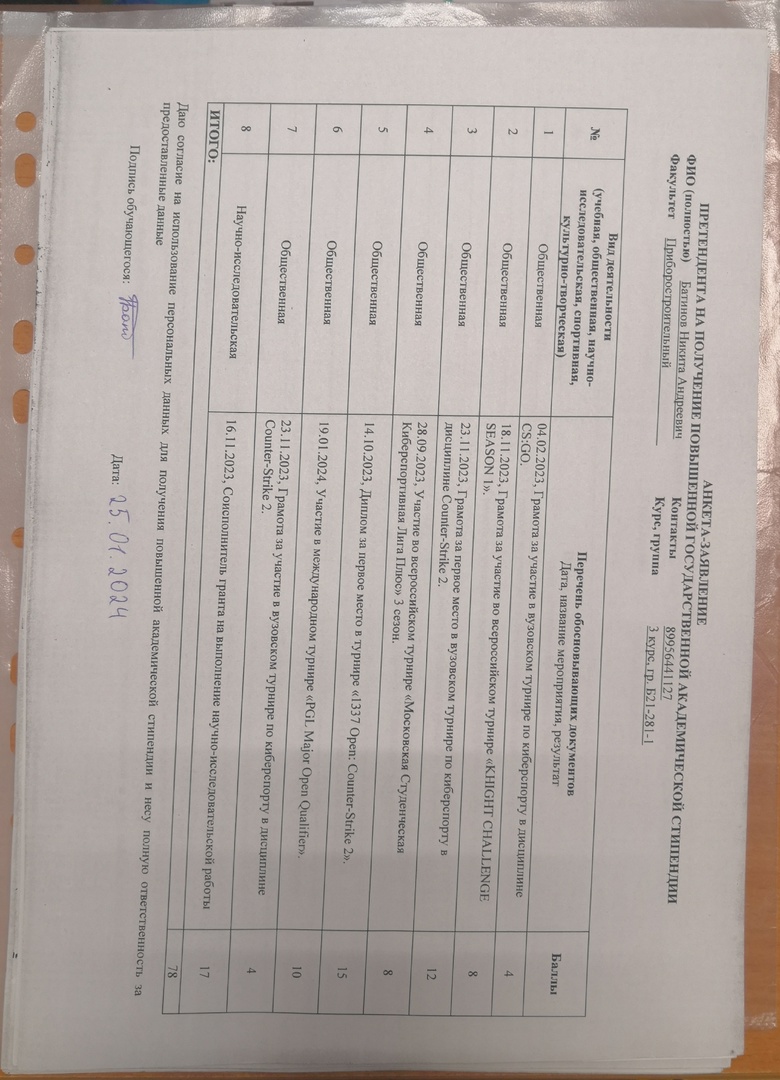 АНКЕТА-ЗАЯВЛЕНИЕ
ПРЕТЕНДЕНТА НА ПОЛУЧЕНИЕ ПОВЫШЕННОЙ ГОСУДАРСТВЕННОЙ АКАДЕМИЧЕСКОЙ СТИПЕНДИИ
ФИО (полностью) Батинов Никита Андреевич Контакты 89956441127
Факультет Приборостроительный Курс, группа 3 курс, гр. Б21-281-1
№
Вид деятельности
(учебная, общественная, научно-
исследовательская, спортивная,
культурно-творческая)
Перечень обосновывающих документов
Дата, название мероприятия, результат
Баллы
1 Общественная 04.02.2023, Грамота за участие в вузовском турнире по киберспорту в дисциплине
CS:GO. 4
2 Общественная 18.11.2023, Грамота за участие во всероссийском турнире «KHIGHT CHALLENGE
SEASON 1». 8
3 Общественная 23.11.2023, Грамота за первое место в вузовском турнире по киберспорту в
дисциплине Counter-Strike 2. 12
4 Общественная 28.09.2023, Участие во всероссийском турнире «Московская Студенческая
Киберспортивная Лига Плюс» 3 сезон. 8
5 Общественная 14.10.2023, Диплом за первое место в турнире «1337 Open: Counter-Strike 2». 15
6 Общественная 19.01.2024, Участие в международном турнире «PGL Major Open Qualifier». 10
7 Общественная 23.11.2023, Грамота за участие в вузовском турнире по киберспорту в дисциплине
Counter-Strike 2. 4
8 Научно-исследовательская 16.11.2023, Соисполнитель гранта на выполнение научно-исследовательской работы 17
ИТОГО: 78
Даю согласие на использование персональных данных для получения повышенной академической стипендии и несу полную ответственность за
предоставленные данные
Подпись обучающегося: Дата: 25.01.2024